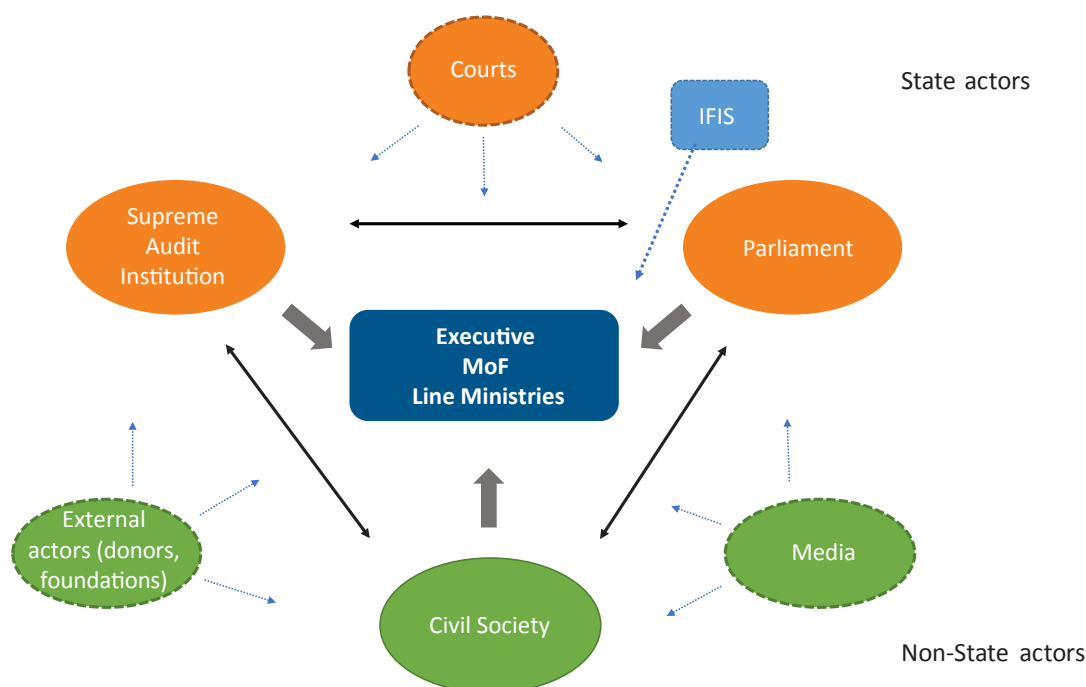 Courts
State actors
IFIS
Supreme
Audit
Institution
Parliament
Executive
MoF
Line Ministries
External
actors (donors,
foundations)
Media
Civil Society
Non-State actors